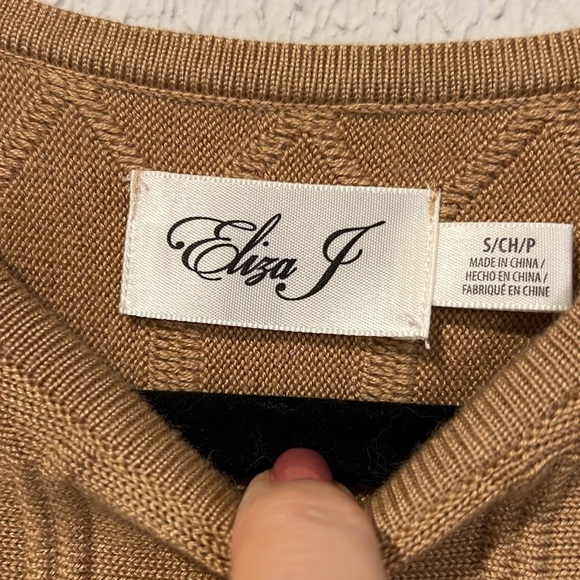 Eliza J
S/CH/P
MADE IN CHINA /
HECHO EN CHINA /
FABRIQUÉ EN CHINE